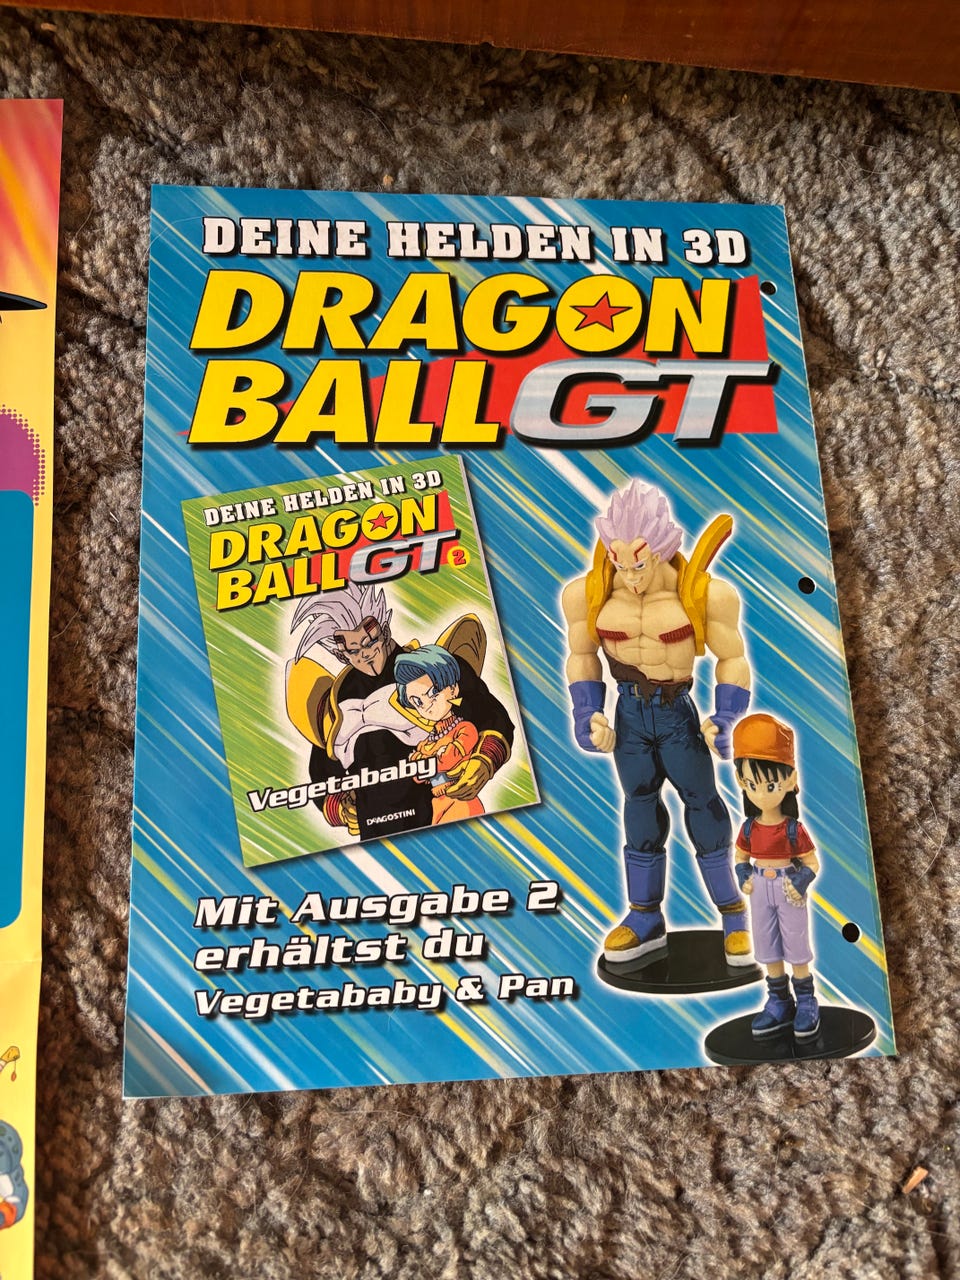 DEINE HELDEN IN 3D
DRAGON
BALL GT
DEINE HELDEN IN 3D
DRAGON
BALL GT 2
Vegetababy
DeAGOSTINI
Mit Ausgabe 2
erhältst du
Vegetababy & Pan